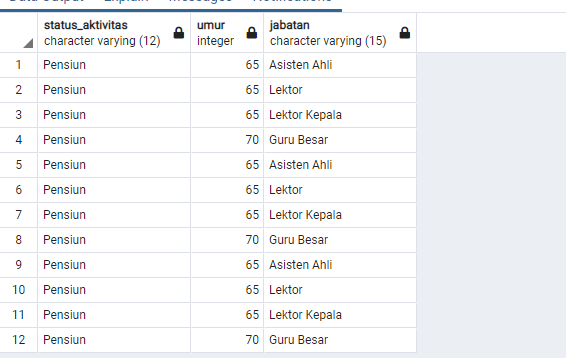 Data Output Explain Messages Notifications
status_aktivitas umur jabatan
character varying (12) integer character varying (15)
1 Pensiun 65 Asisten Ahli
2 Pensiun 65 Lektor
3 Pensiun 65 Lektor Kepala
4 Pensiun 70 Guru Besar
5 Pensiun 65 Asisten Ahli
6 Pensiun 65 Lektor
7 Pensiun 65 Lektor Kepala
8 Pensiun 70 Guru Besar
9 Pensiun 65 Asisten Ahli
10 Pensiun 65 Lektor
11 Pensiun 65 Lektor Kepala
12 Pensiun 70 Guru Besar